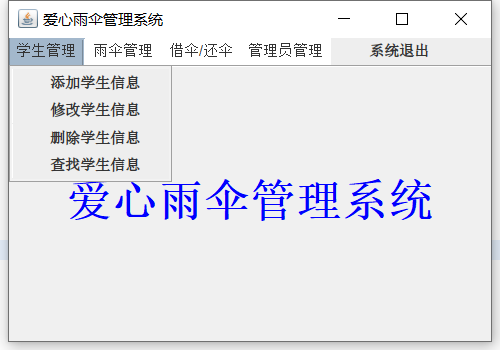 爱心雨伞管理系统
学生管理 雨伞管理 借伞/还伞 管理员管理 系统退出
添加学生信息
修改学生信息
删除学生信息
查找学生信息
爱心雨伞管理系统